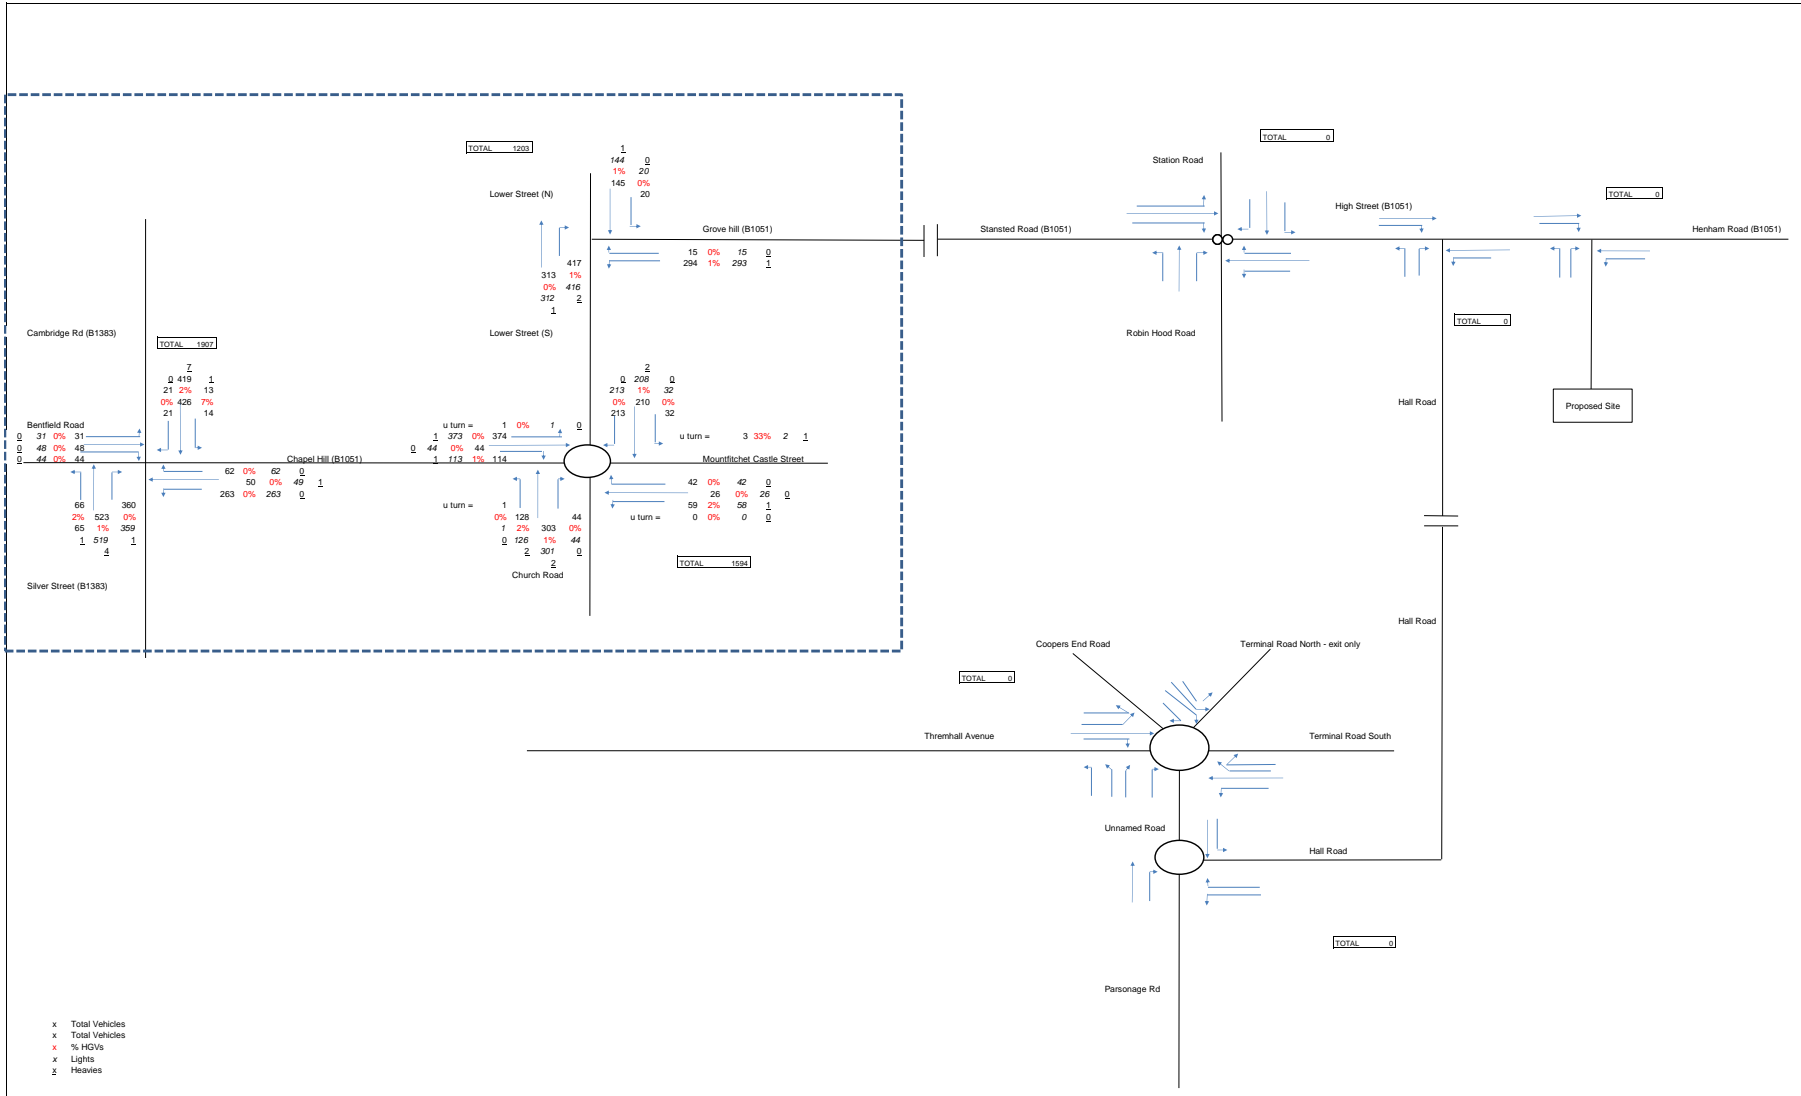 TOTAL 0
TOTAL 1203
1
144 0
1% 20
145 0%
20
Station Road
Lower Street (N)
TOTAL 0
High Street (B1051)
Grove hill (B1051)
Stansted Road (B1051)
Henham Road (B1051)
15 0% 15 0
294 1% 293 1
417
313 1%
0% 416
312 2
1
TOTAL 0
Cambridge Rd (B1383)
Lower Street (S)
Robin Hood Road
TOTAL 1907
7
0 419 1
21 2% 13
0% 426 7%
21 14
2
0 208 0
213 1% 32
0% 210 0%
213 32
Hall Road
Proposed Site
Bentfield Road
0 31 0% 31
0 48 0% 48
0 44 0% 44
u turn = 1 0% 1 0
1 373 0% 374
0 44 0% 44
1 113 1% 114
u turn = 3 33% 2 1
Chapel Hill (B1051)
Mountfitchet Castle Street
62 0% 62 0
50 0% 49 1
263 0% 263 0
42 0% 42 0
26 0% 26 0
59 2% 58 1
u turn = 0 0% 0 0
66 360
2% 523 0%
65 1% 359
1 519 1
4
u turn = 1
0% 128 44
1 2% 303 0%
0 126 1% 44
2 301 0
2
Church Road
TOTAL 1594
Silver Street (B1383)
Hall Road
Coopers End Road
Terminal Road North - exit only
TOTAL 0
Thremhall Avenue
Terminal Road South
Unnamed Road
Hall Road
TOTAL 0
Parsonage Rd
x Total Vehicles
x Total Vehicles
x % HGVs
x Lights
x Heavies